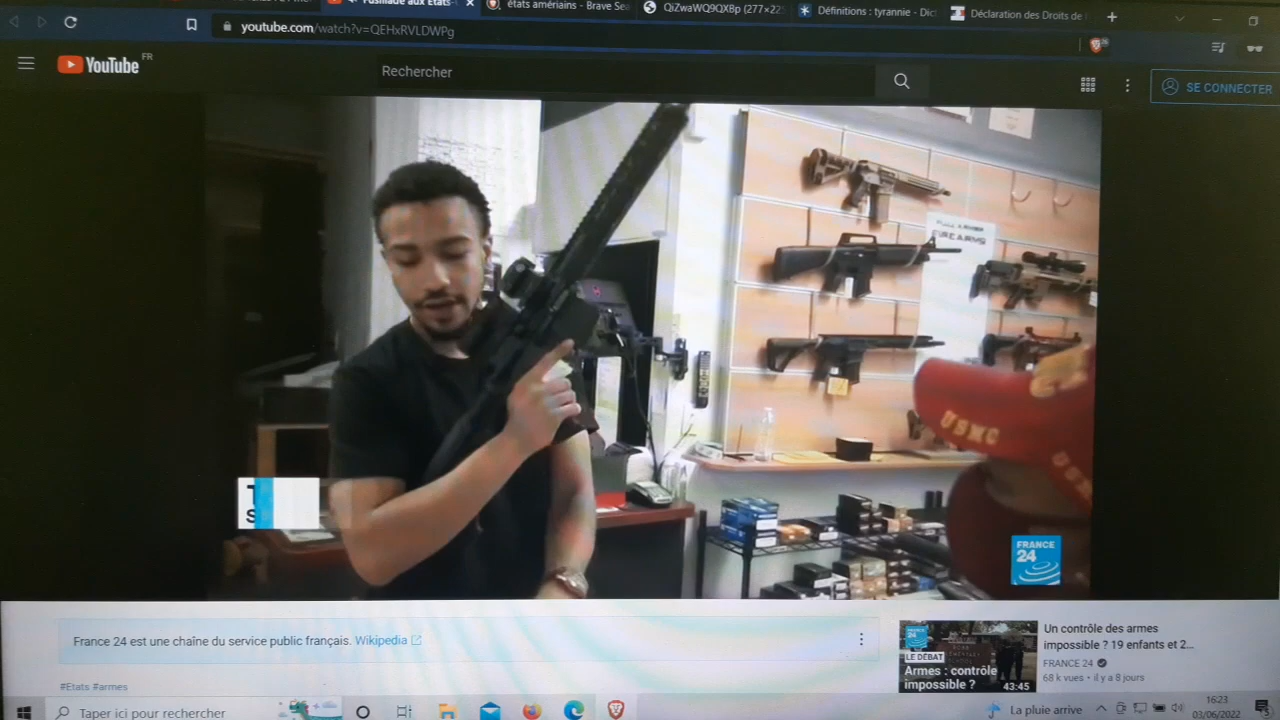 Fusillade aux États-
états amériains - Brave Sea
QiZwaWQ9QXBp (277×22
Définitions : tyrannie - Dic
Déclaration des Droits de
youtube.com/watch?v=QEHxRVLDWPg
YouTube FR
Rechercher
SE CONNECTER
FIREARMS
USMC
FRANCE
24
France 24 est une chaîne du service public français. Wikipedia
#Etats #armes
LE DÉBAT
Armes : contrôle
impossible ?
43:45
Un contrôle des armes
impossible ? 19 enfants et 2...
FRANCE 24
68 k vues • il y a 8 jours
Taper ici pour rechercher
La pluie arrive
16:23
03/06/2022